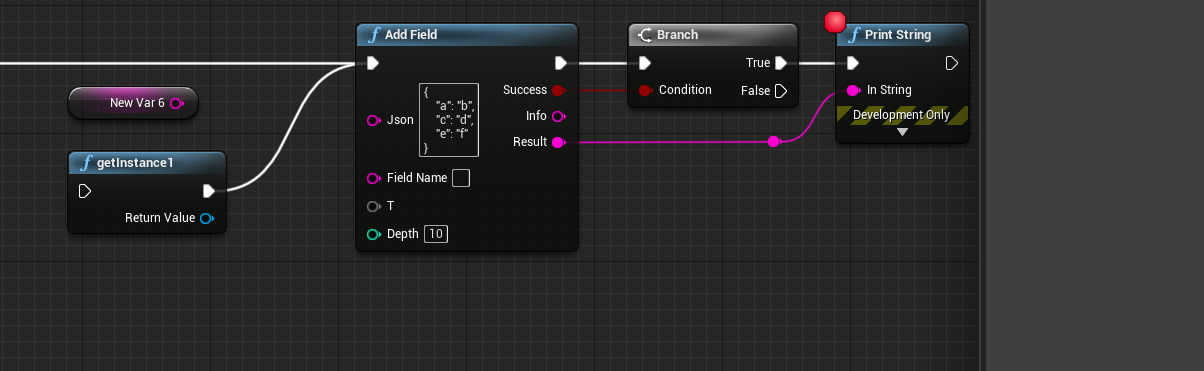 Add Field
Branch
Print String
True
Success
Condition
False
In String
New Var 6
{
"a": "b",
"c": "d",
"e": "f"
}
Json
Info
Development Only
Result
getInstance1
Field Name
T
Return Value
Depth 10